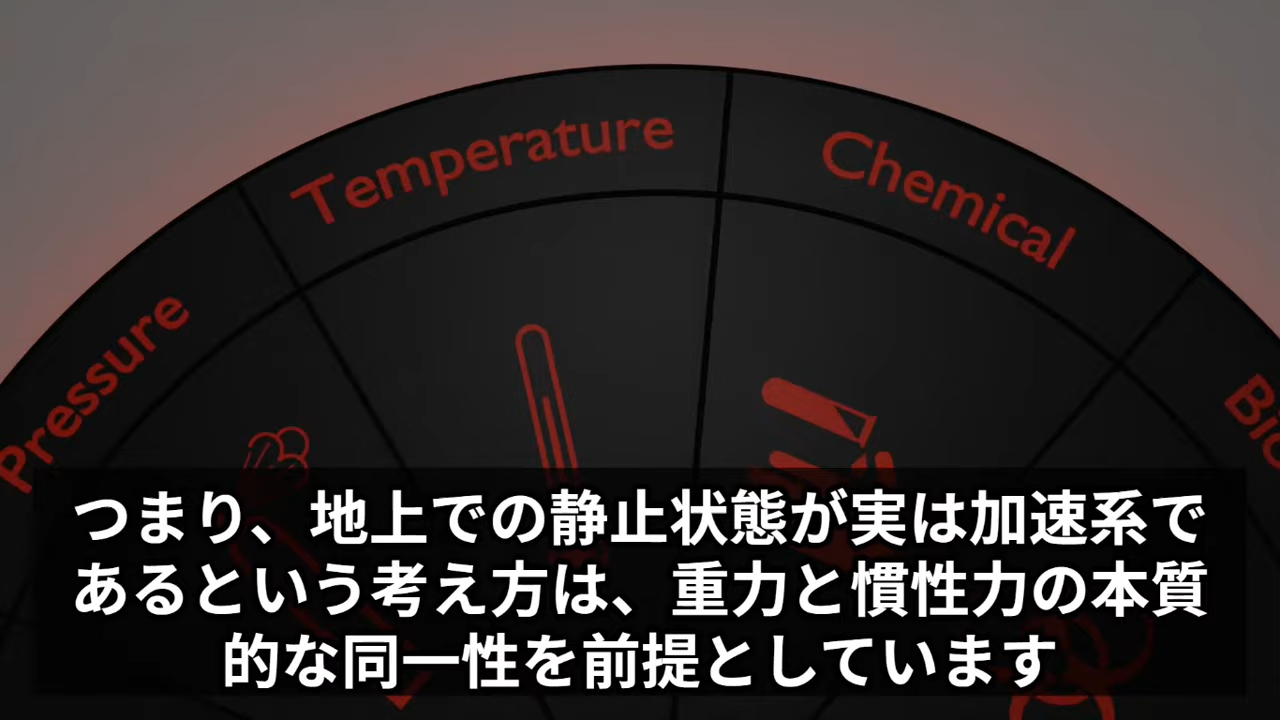 Temperature
Chemical
Pressure
つまり、地上での静止状態が実は加速系で
あるという考え方は、重力と慣性力の本質
的な同一性を前提としています